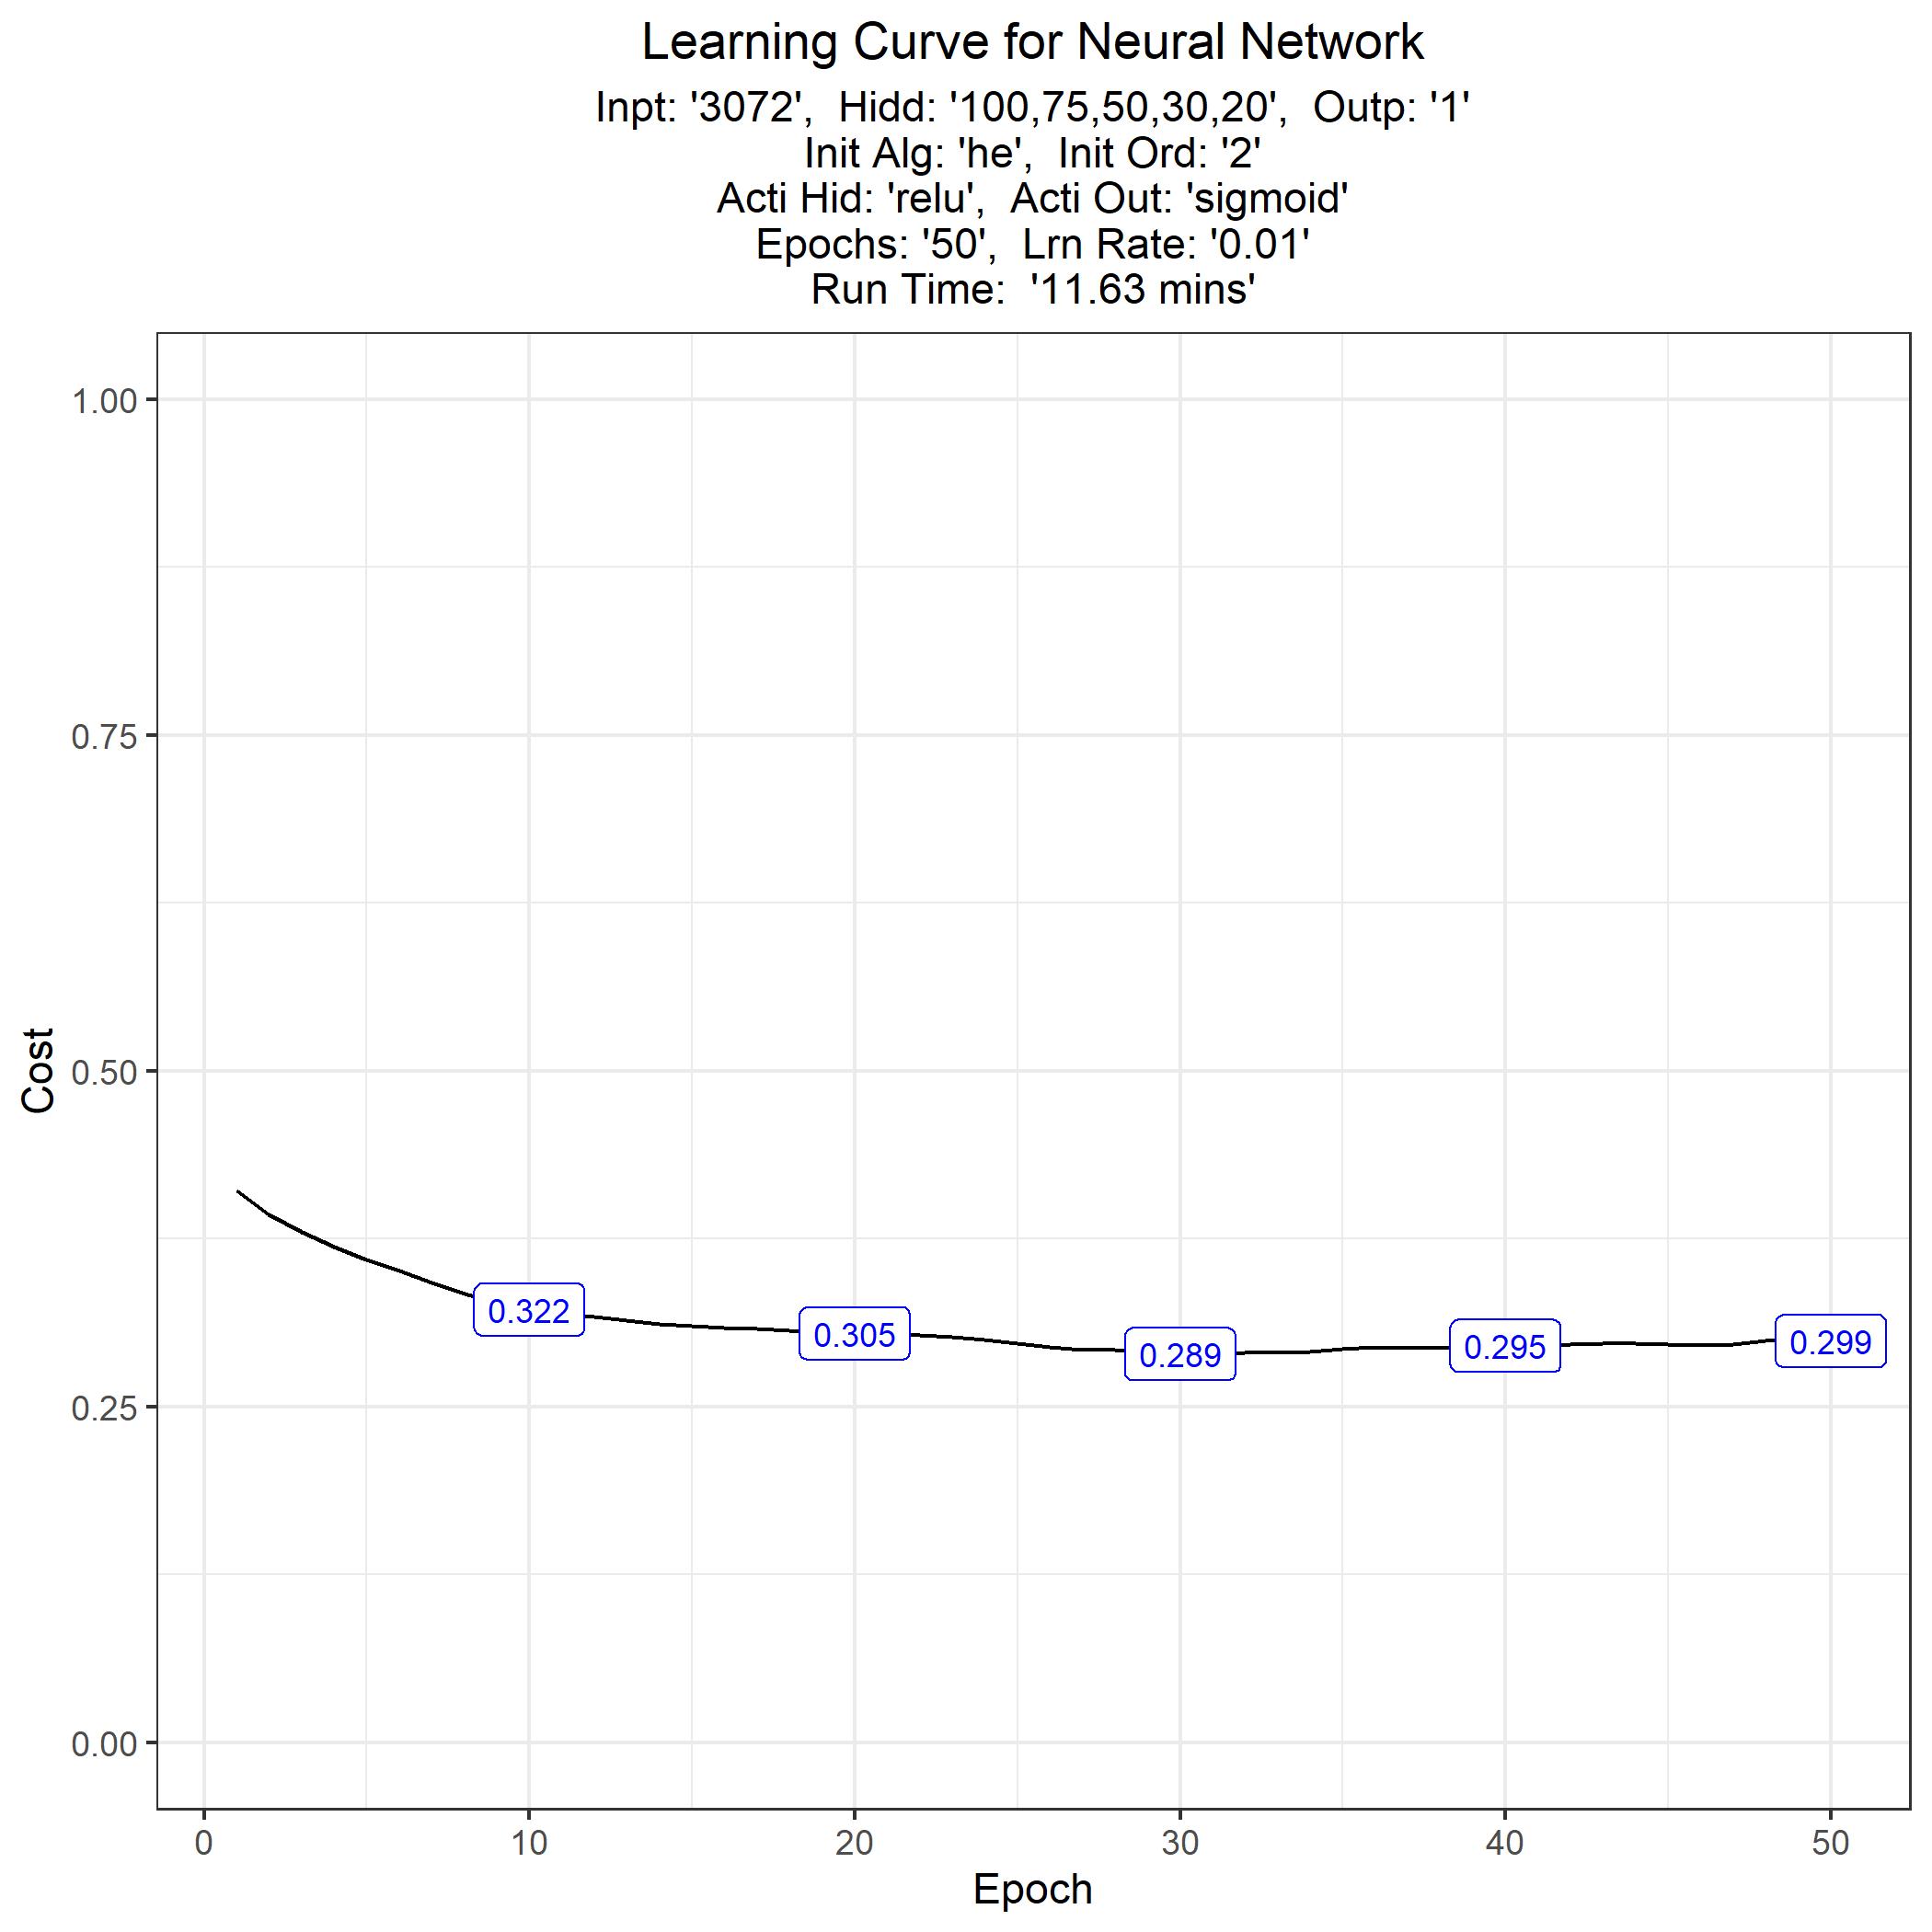 Learning Curve for Neural Network
Inpt: '3072',  Hidd: '100,75,50,30,20',  Outp: '1'
Init Alg: 'he',  Init Ord: '2'
Acti Hid: 'relu',  Acti Out: 'sigmoid'
Epochs: '50',  Lrn Rate: '0.01'
Run Time:  '11.63 mins'
1.00
0.75
0.50
0.25
0.00
Cost
0.322
0.305
0.289
0.295
0.299
0 10 20 30 40 50
Epoch